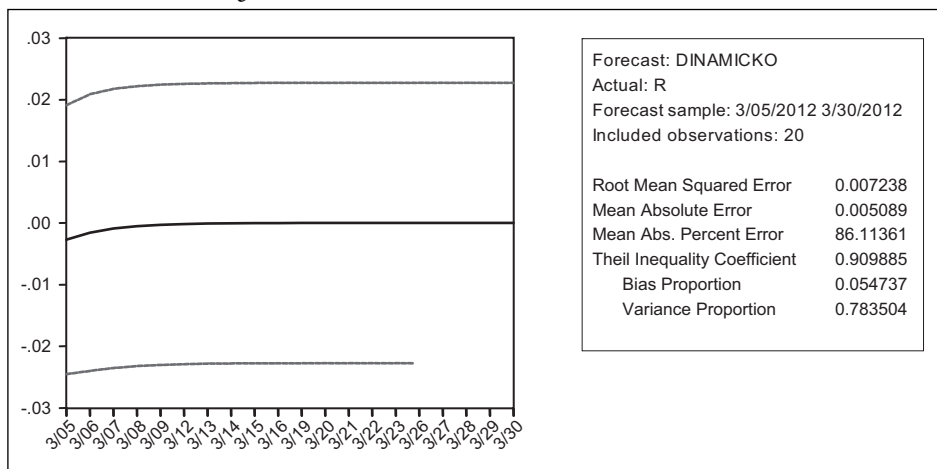 .03
.02
.01
.00
-.01
-.02
-.03
3/05 3/06 3/07 3/08 3/09 3/12 3/13 3/14 3/15 3/16 3/19 3/20 3/21 3/22 3/23 3/26 3/27 3/28 3/29 3/30
Forecast: DINAMICKO
Actual: R
Forecast sample: 3/05/2012 3/30/2012
Included observations: 20
Root Mean Squared Error 0.007238
Mean Absolute Error 0.005089
Mean Abs. Percent Error 86.11361
Theil Inequality Coefficient 0.909885
Bias Proportion 0.054737
Variance Proportion 0.783504